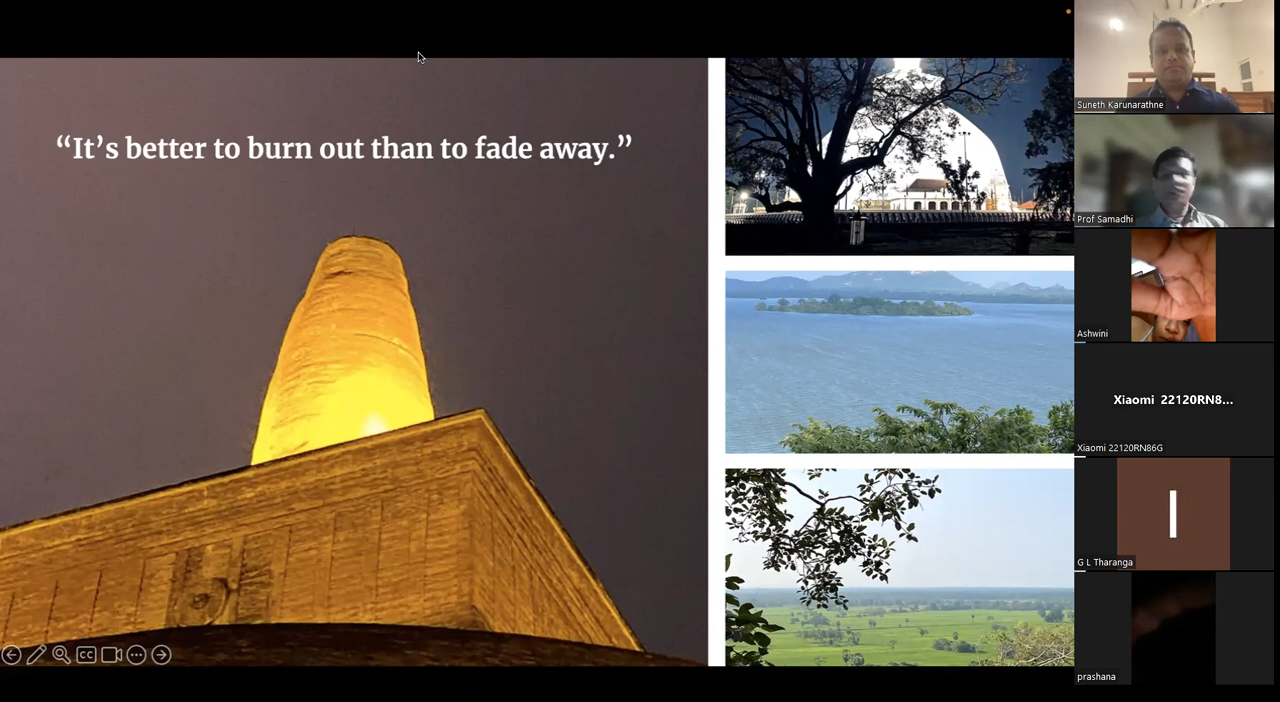 “It’s better to burn out than to fade away.”
Suneth Karunarathne
Prof Samadhi
Ashwini
Xiaomi 22120RN8...
Xiaomi 22120RN86G
I
G L Tharanga
prashana
CC